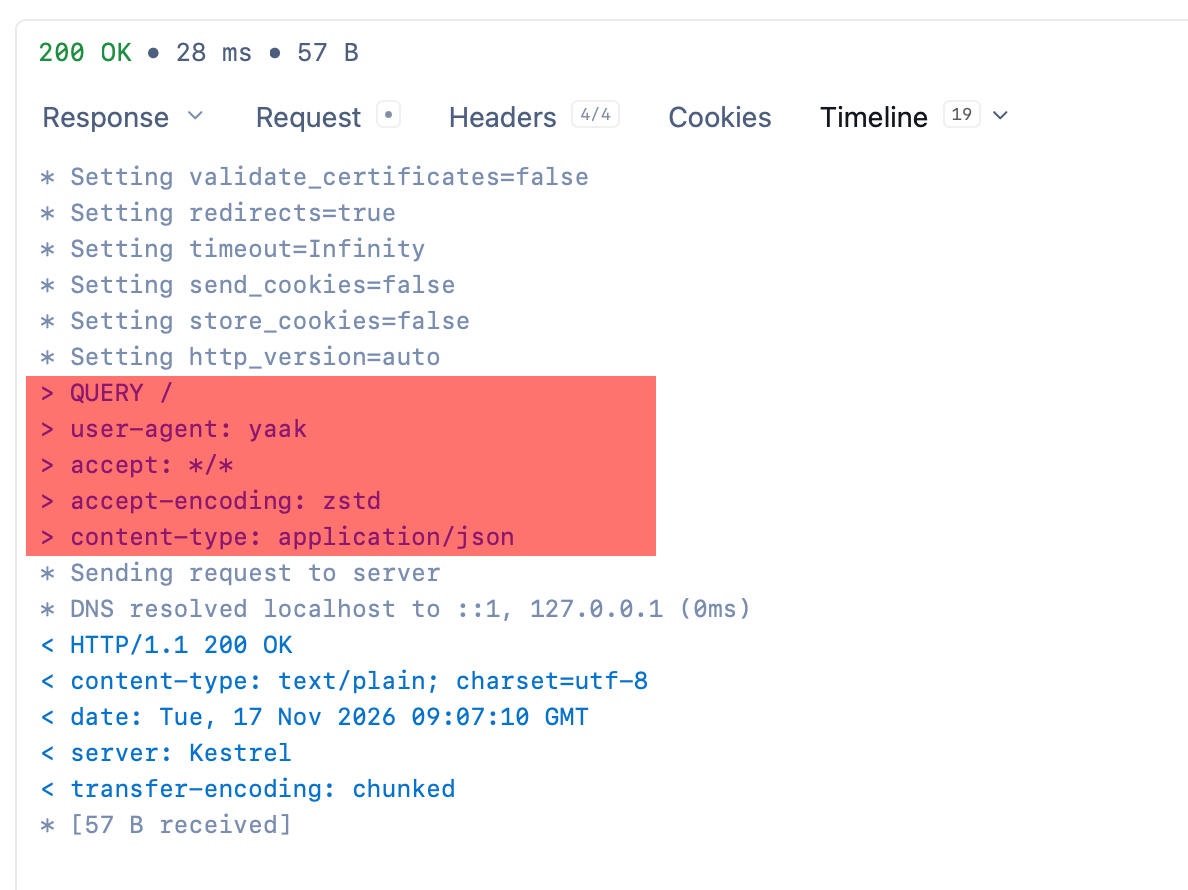 200 OK • 28 ms • 57 B
Response Request • Headers 4/4 Cookies Timeline 19
* Setting validate_certificates=false
* Setting redirects=true
* Setting timeout=Infinity
* Setting send_cookies=false
* Setting store_cookies=false
* Setting http_version=auto
> QUERY /
> user-agent: yaak
> accept: */*
> accept-encoding: zstd
> content-type: application/json
* Sending request to server
* DNS resolved localhost to ::1, 127.0.0.1 (0ms)
< HTTP/1.1 200 OK
< content-type: text/plain; charset=utf-8
< date: Tue, 17 Nov 2026 09:07:10 GMT
< server: Kestrel
< transfer-encoding: chunked
* [57 B received]